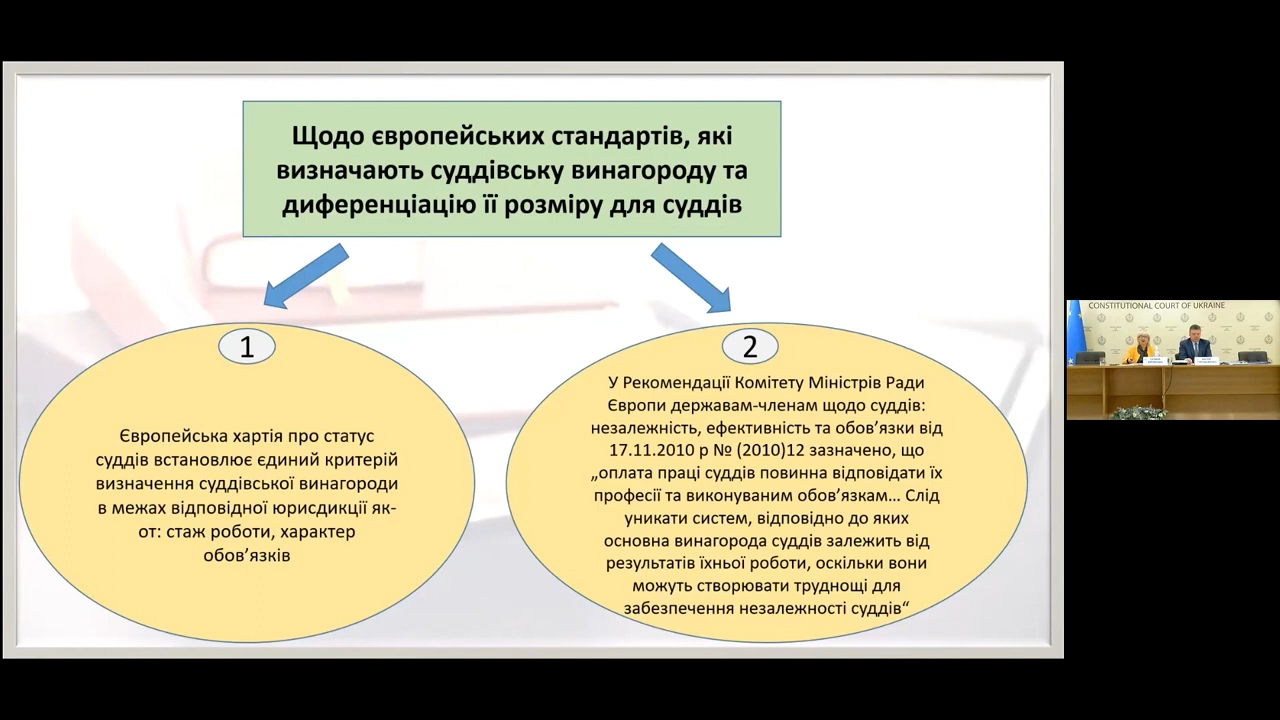 Щодо європейських стандартів, які
визначають суддівську винагороду та
диференціацію її розміру для суддів
1
Європейська хартія про статус
суддів встановлює єдиний критерій
визначення суддівської винагороди
в межах відповідної юрисдикції як-
от: стаж роботи, характер
обов’язків
2
У Рекомендації Комітету Міністрів Ради
Європи державам-членам щодо суддів:
незалежність, ефективність та обов’язки від
17.11.2010 р № (2010)12 зазначено, що
„оплата праці суддів повинна відповідати їх
професії та виконуваним обов’язкам... Слід
уникати систем, відповідно до яких
основна винагорода суддів залежить від
результатів їхньої роботи, оскільки вони
можуть створювати труднощі для
забезпечення незалежності суддів“
CONSTITUTIONAL COURT OF UKRAINE